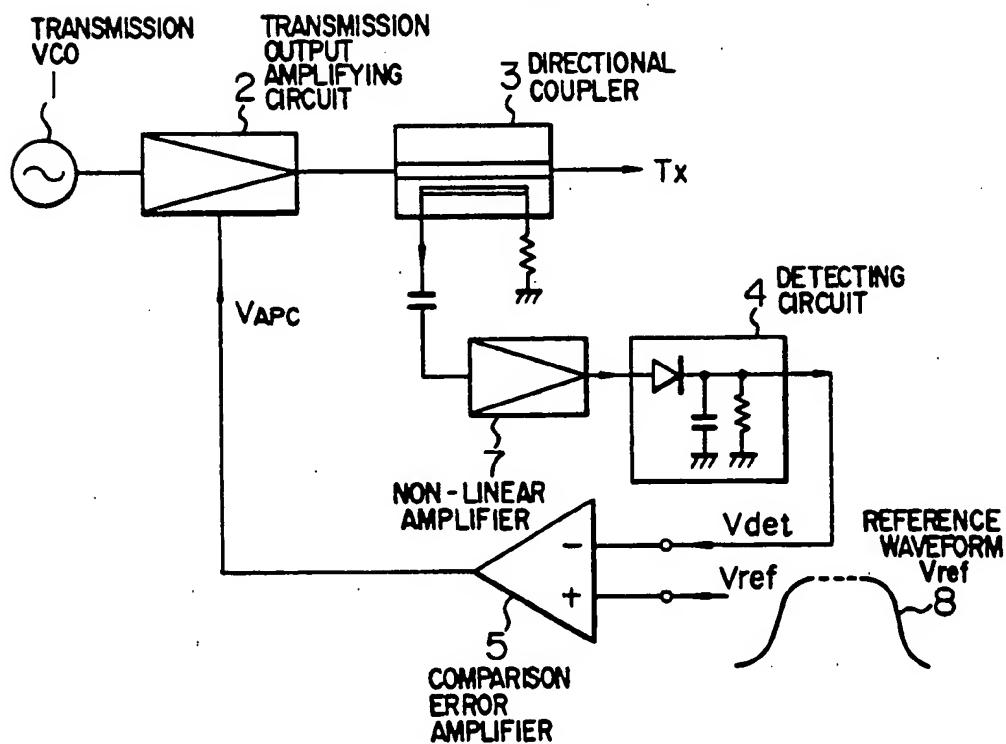 TRANSMISSION
VCO
1
TRANSMISSION
OUTPUT
AMPLIFYING
CIRCUIT
2
3 DIRECTIONAL
COUPLER
Tx
VAPC
4 DETECTING
CIRCUIT
7
NON-LINEAR
AMPLIFIER
Vdet
Vref
-
+
5
COMPARISON
ERROR
AMPLIFIER
REFERENCE
WAVEFORM
Vref
8